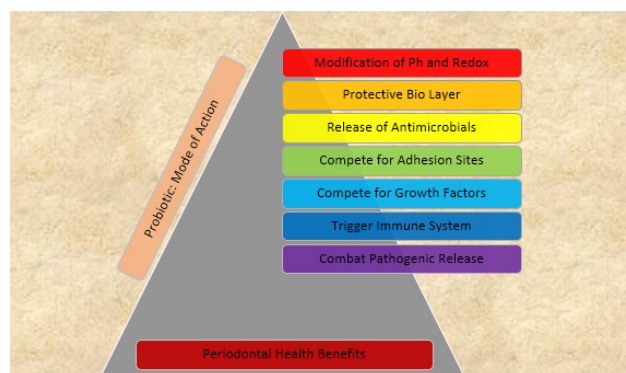 Probiotic: Mode of Action
Modification of Ph and Redox
Protective Bio Layer
Release of Antimicrobials
Compete for Adhesion Sites
Compete for Growth Factors
Trigger Immune System
Combat Pathogenic Release
Periodontal Health Benefits